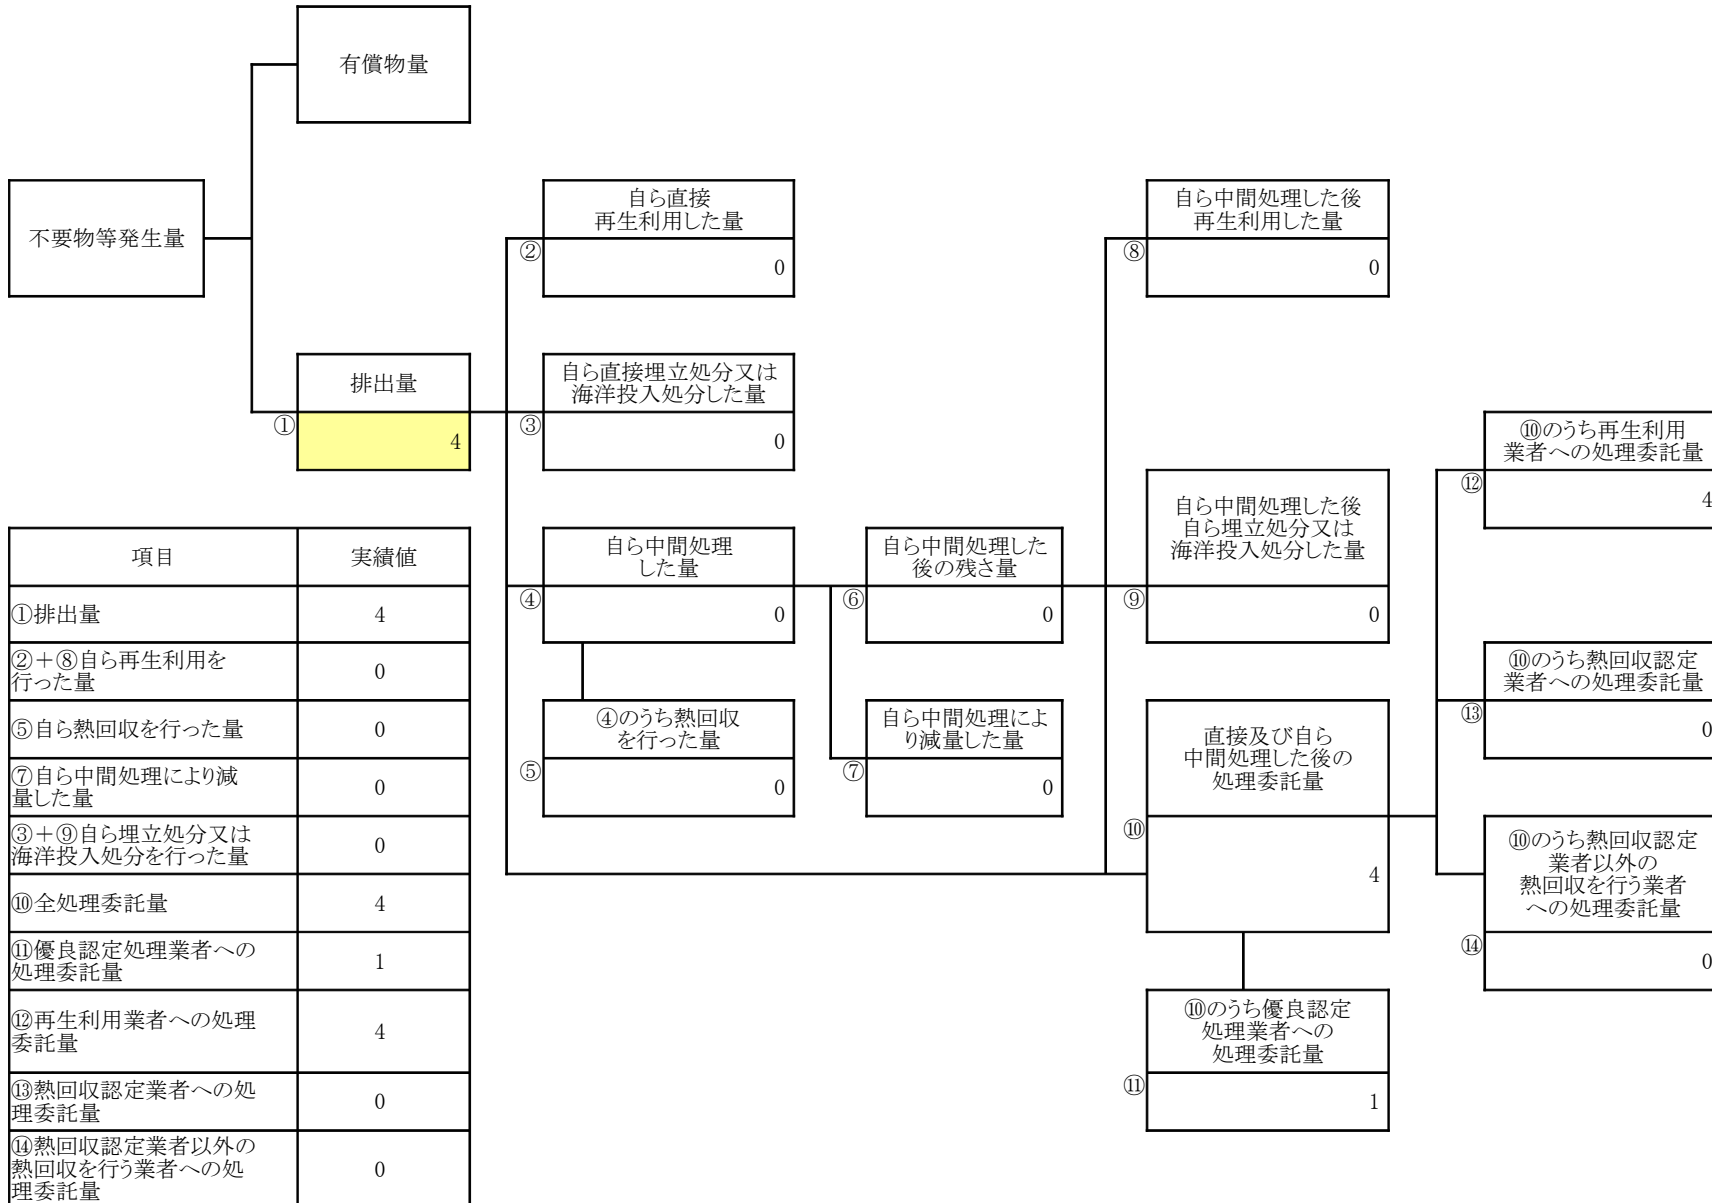 有償物量
不要物等発生量
自ら直接
再生利用した量
②
0
自ら中間処理した後
再生利用した量
⑧
0
排出量
①
4
自ら直接埋立処分又は
海洋投入処分した量
③
0
⑩のうち再生利用
業者への処理委託量
⑫
4
自ら中間処理した後
自ら埋立処分又は
海洋投入処分した量
⑨
0
自ら中間処理
した量
④
0
自ら中間処理した
後の残さ量
⑥
0
⑩のうち熱回収認定
業者への処理委託量
⑬
0
④のうち熱回収
を行った量
⑤
0
自ら中間処理によ
り減量した量
⑦
0
直接及び自ら
中間処理した後の
処理委託量
⑩
4
⑩のうち熱回収認定
業者以外の
熱回収を行う業者
への処理委託量
⑭
0
⑩のうち優良認定
処理業者への
処理委託量
⑪
1
項目 実績値
①排出量 4
②＋⑧自ら再生利用を
行った量 0
⑤自ら熱回収を行った量 0
⑦自ら中間処理により減
量した量 0
③＋⑨自ら埋立処分又は
海洋投入処分を行った量 0
⑩全処理委託量 4
⑪優良認定処理業者への
処理委託量 1
⑫再生利用業者への処理
委託量 4
⑬熱回収認定業者への処
理委託量 0
⑭熱回収認定業者以外の
熱回収を行う業者への処
理委託量 0